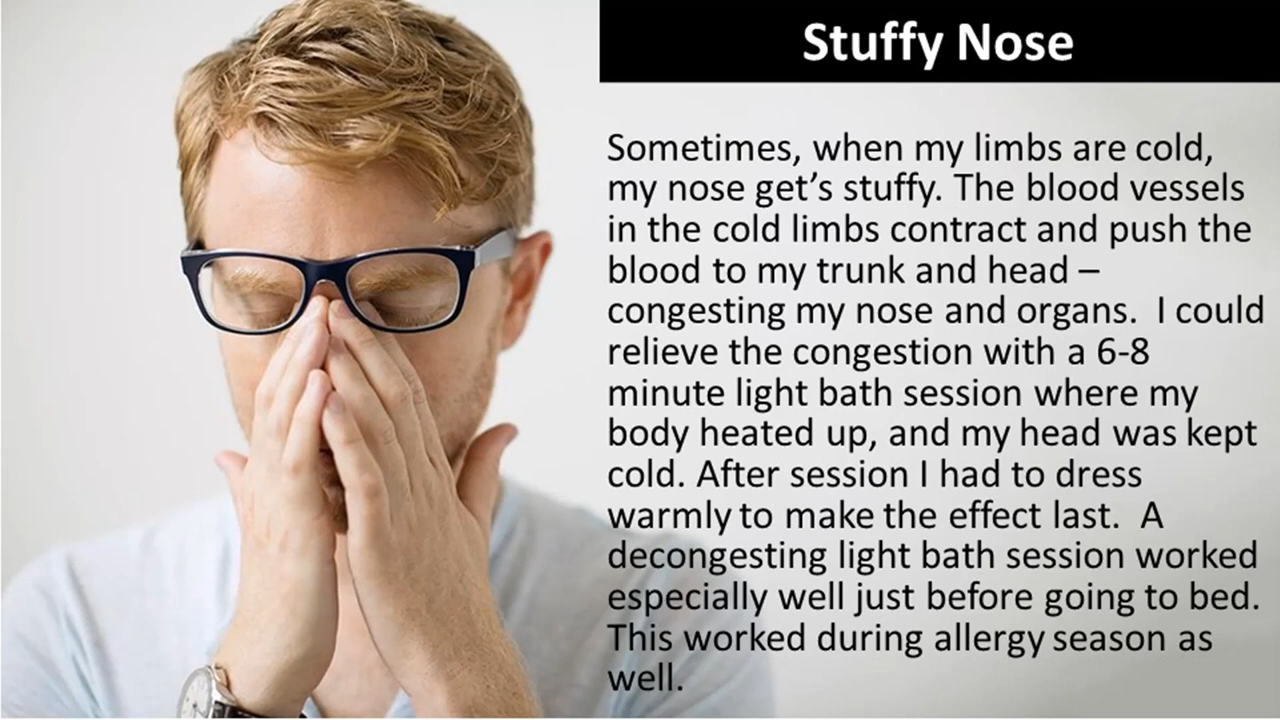 Stuffy Nose
Sometimes, when my limbs are cold,
my nose get’s stuffy. The blood vessels
in the cold limbs contract and push the
blood to my trunk and head –
congesting my nose and organs.  I could
relieve the congestion with a 6-8
minute light bath session where my
body heated up, and my head was kept
cold. After session I had to dress
warmly to make the effect last.  A
decongesting light bath session worked
especially well just before going to bed.
This worked during allergy season as
well.